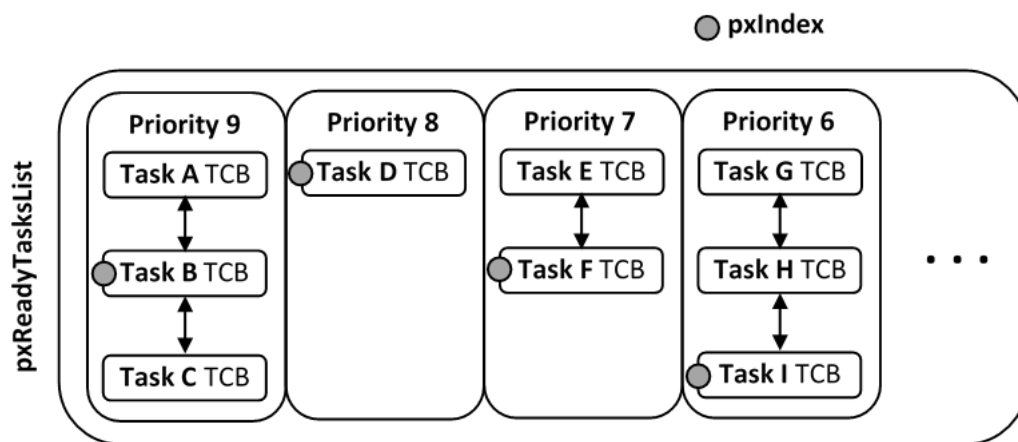 pxIndex
pxReadyTasksList
Priority 9
Task A TCB
Task B TCB
Task C TCB
Priority 8
Task D TCB
Priority 7
Task E TCB
Task F TCB
Priority 6
Task G TCB
Task H TCB
Task I TCB
. . .